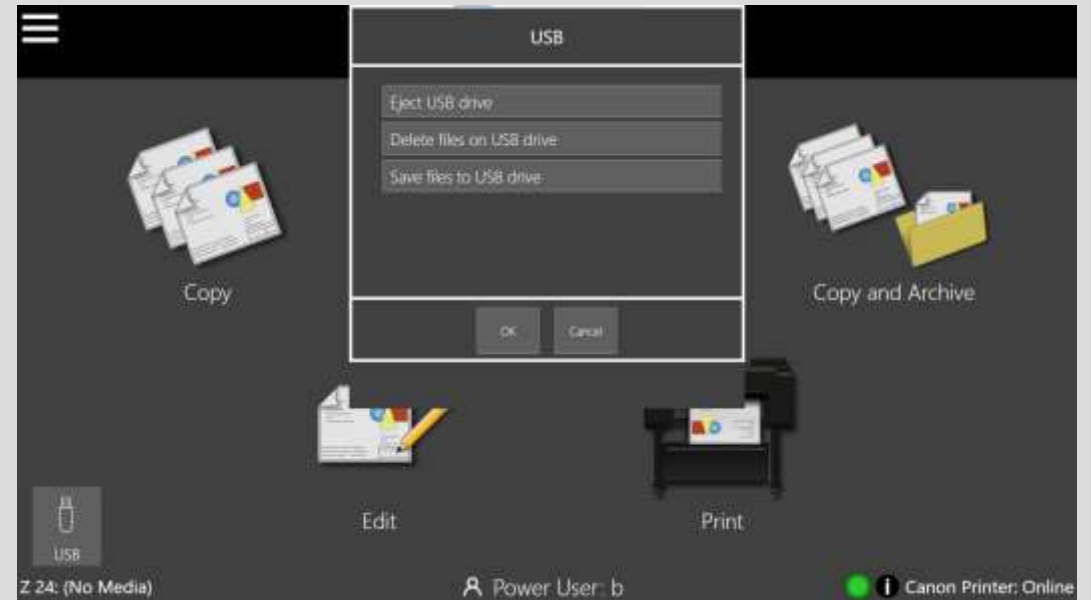 USB
Eject USB drive
Delete files on USB drive
Save files to USB drive
OK
Cancel
Copy
Copy and Archive
Edit
Print
USB
Z 24: (No Media)
Power User: b
Canon Printer: Online